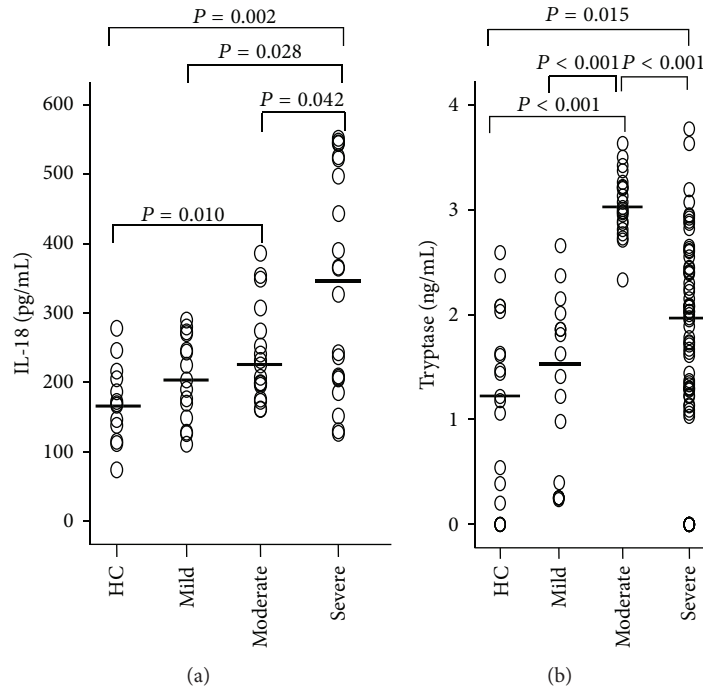 P = 0.002
P = 0.028
P = 0.042
P = 0.010
600
500
400
300
200
100
0
IL-18 (pg/mL)
HC
Mild
Moderate
Severe
(a)
P = 0.015
P < 0.001
P < 0.001
P < 0.001
4
3
2
1
0
Tryptase (ng/mL)
HC
Mild
Moderate
Severe
(b)